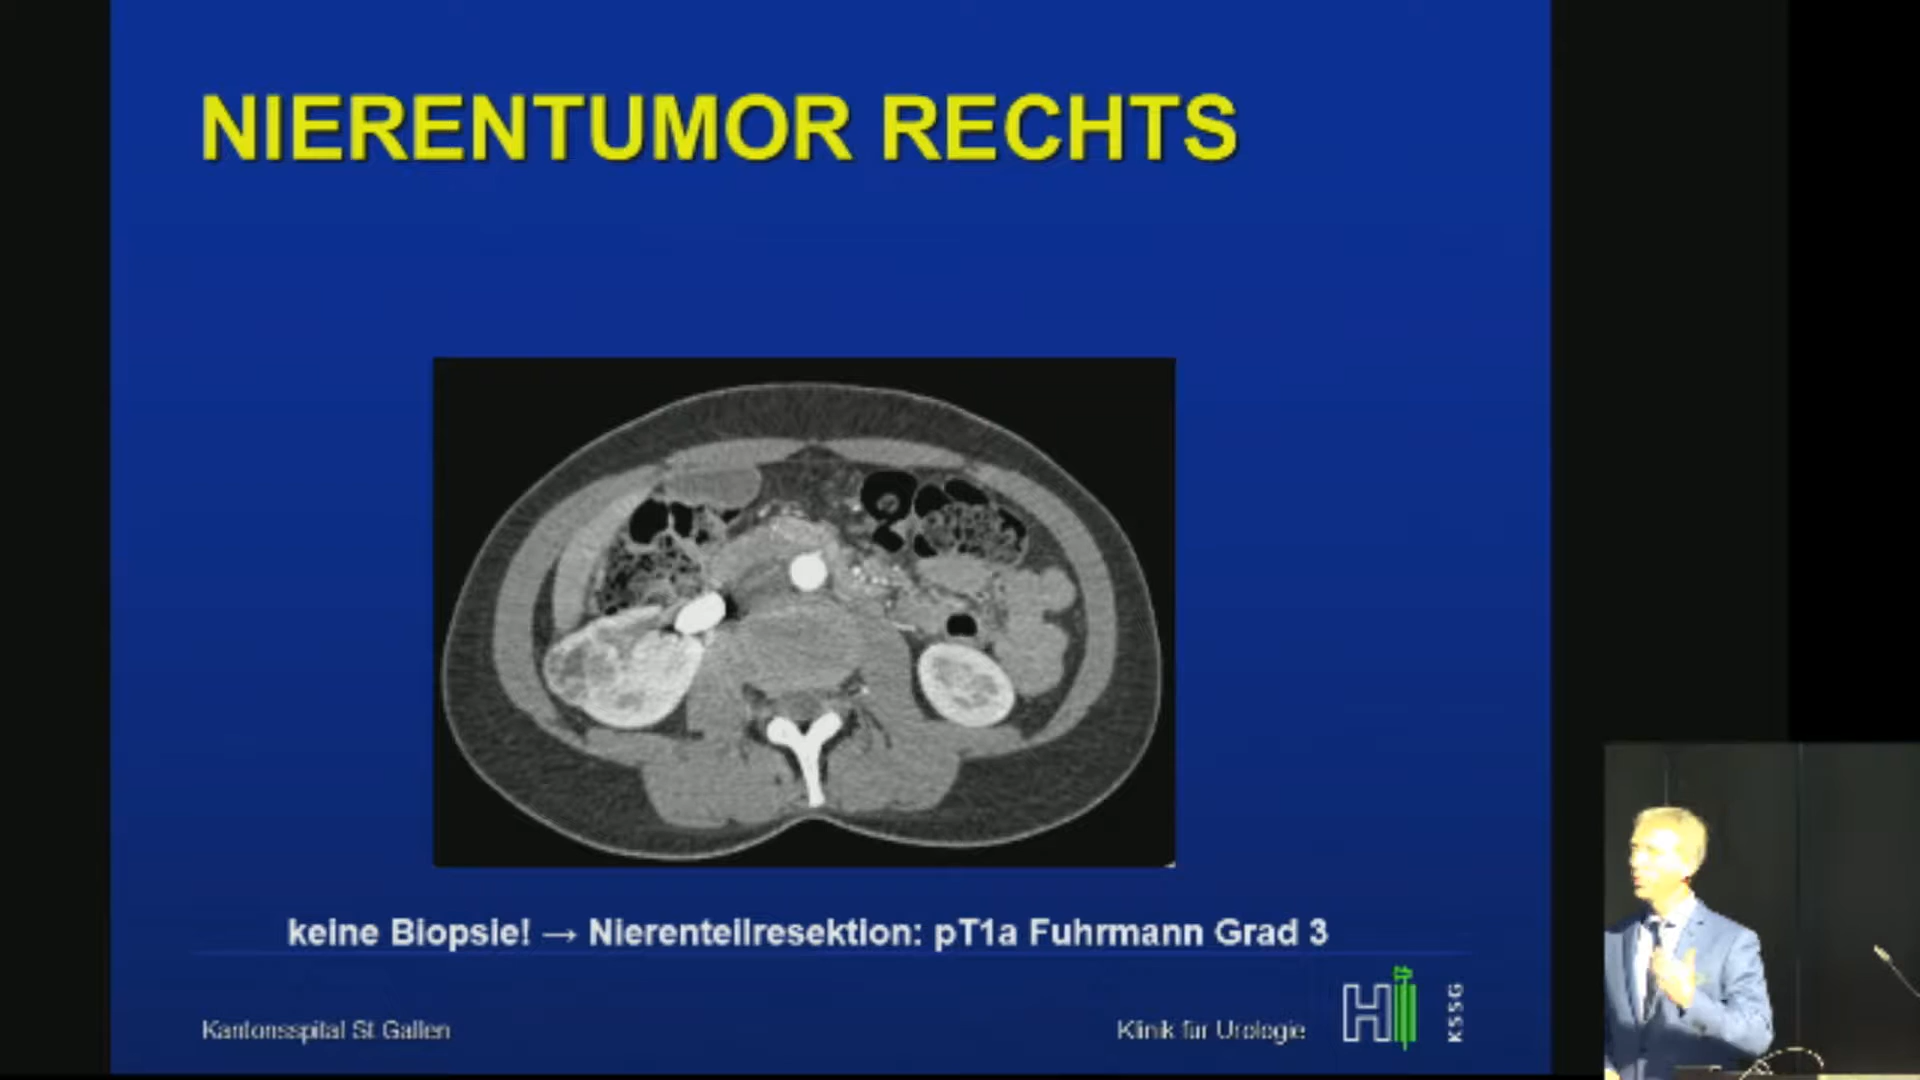 NIERENTUMOR RECHTS
keine Biopsie! → Nierenteilresektion: pT1a Fuhrmann Grad 3
Kantonsspital St Gallen
Klinik für Urologie
H
KSSG